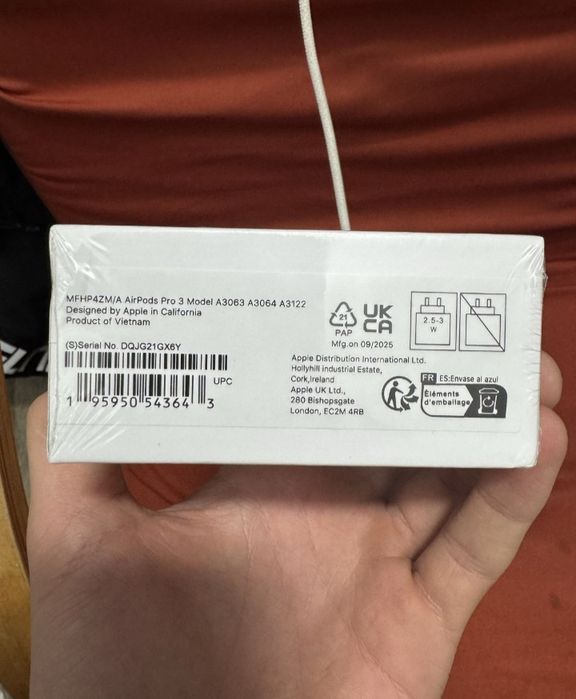 MFHP4ZM/A AirPods Pro 3 Model A3063 A3064 A3122
Designed by Apple in California
Product of Vietnam
(S)Serial No. DQJG21GX6Y
UPC
1 95950 54364 3
21
PAP
UK
CA
Mfg.on 09/2025
2.5-3
W
Apple Distribution International Ltd.
Hollyhill industrial Estate,
Cork,Ireland
Apple UK Ltd.,
280 Bishopsgate
London, EC2M 4RB
FR ES:Envase al azul
Éléments
d'emballage